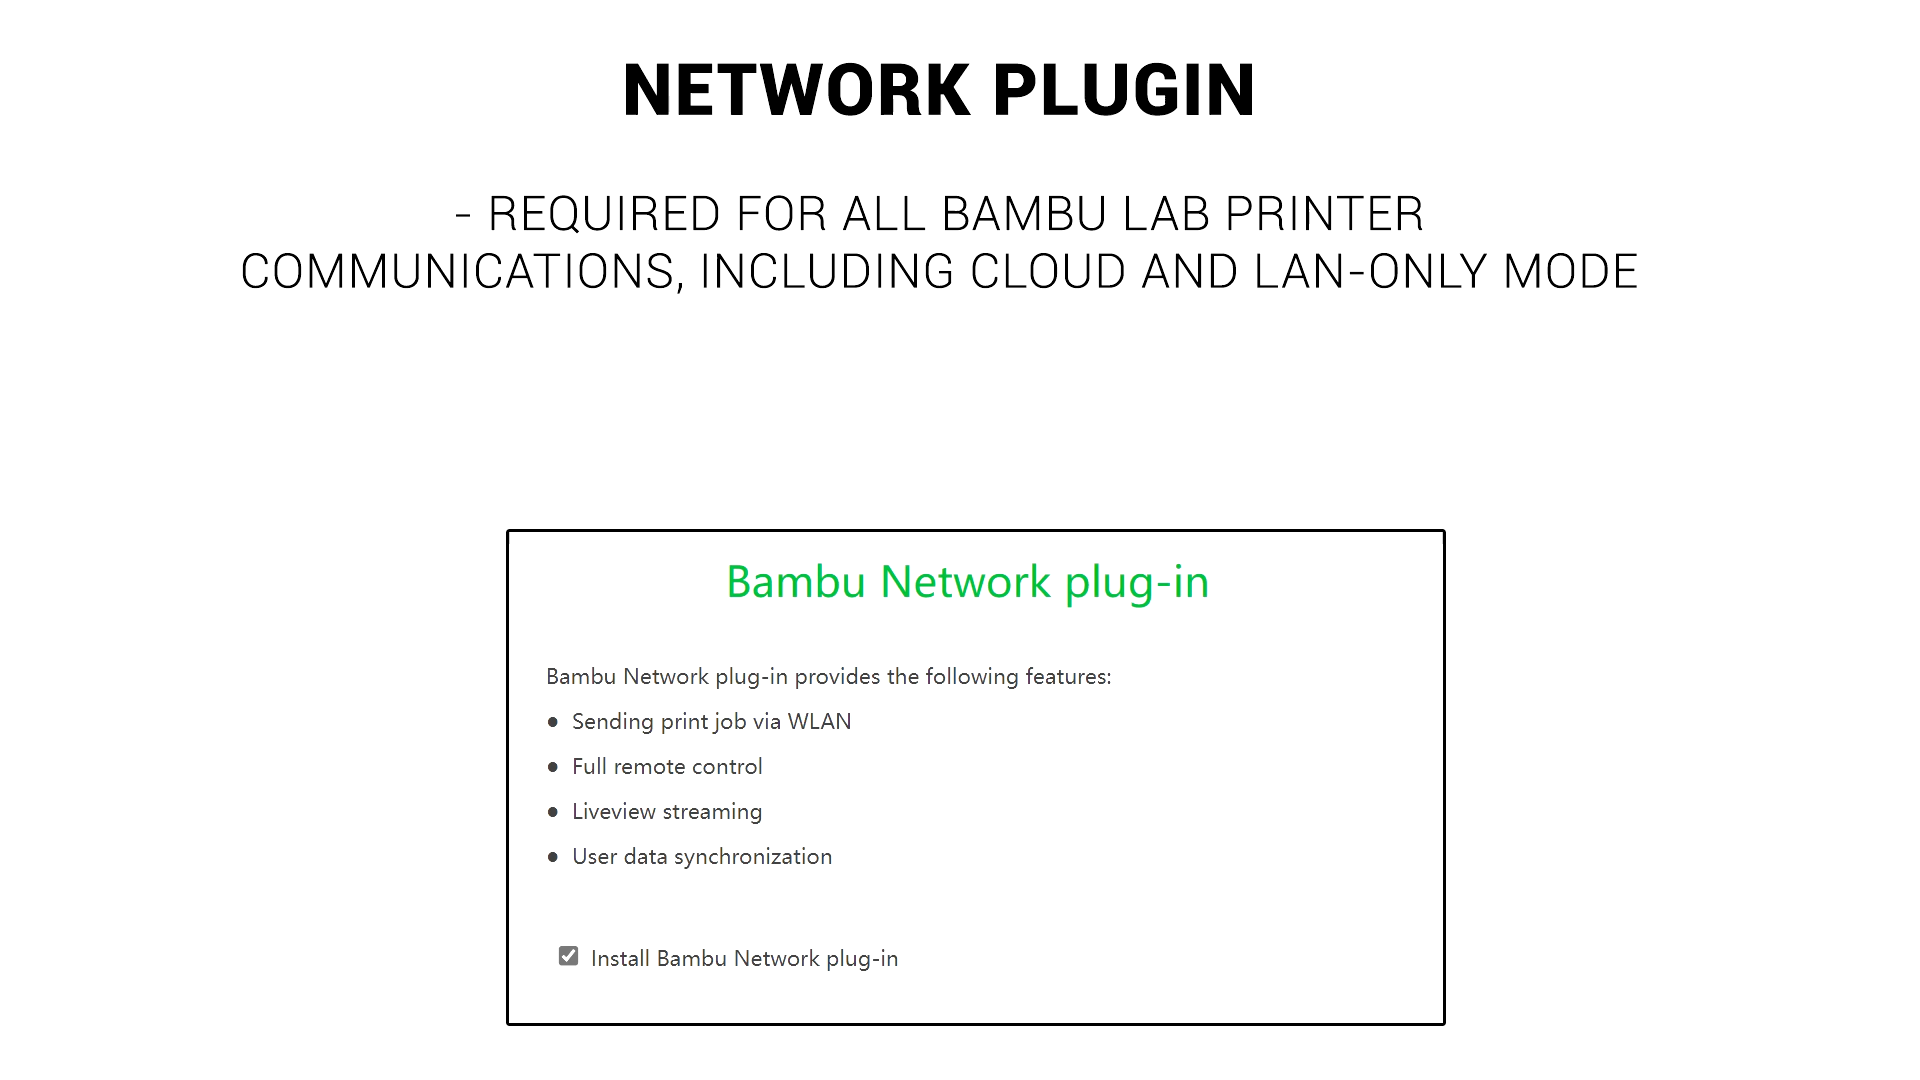 NETWORK PLUGIN
- REQUIRED FOR ALL BAMBU LAB PRINTER
COMMUNICATIONS, INCLUDING CLOUD AND LAN-ONLY MODE
Bambu Network plug-in
Bambu Network plug-in provides the following features:
● Sending print job via WLAN
● Full remote control
● Liveview streaming
● User data synchronization
Install Bambu Network plug-in